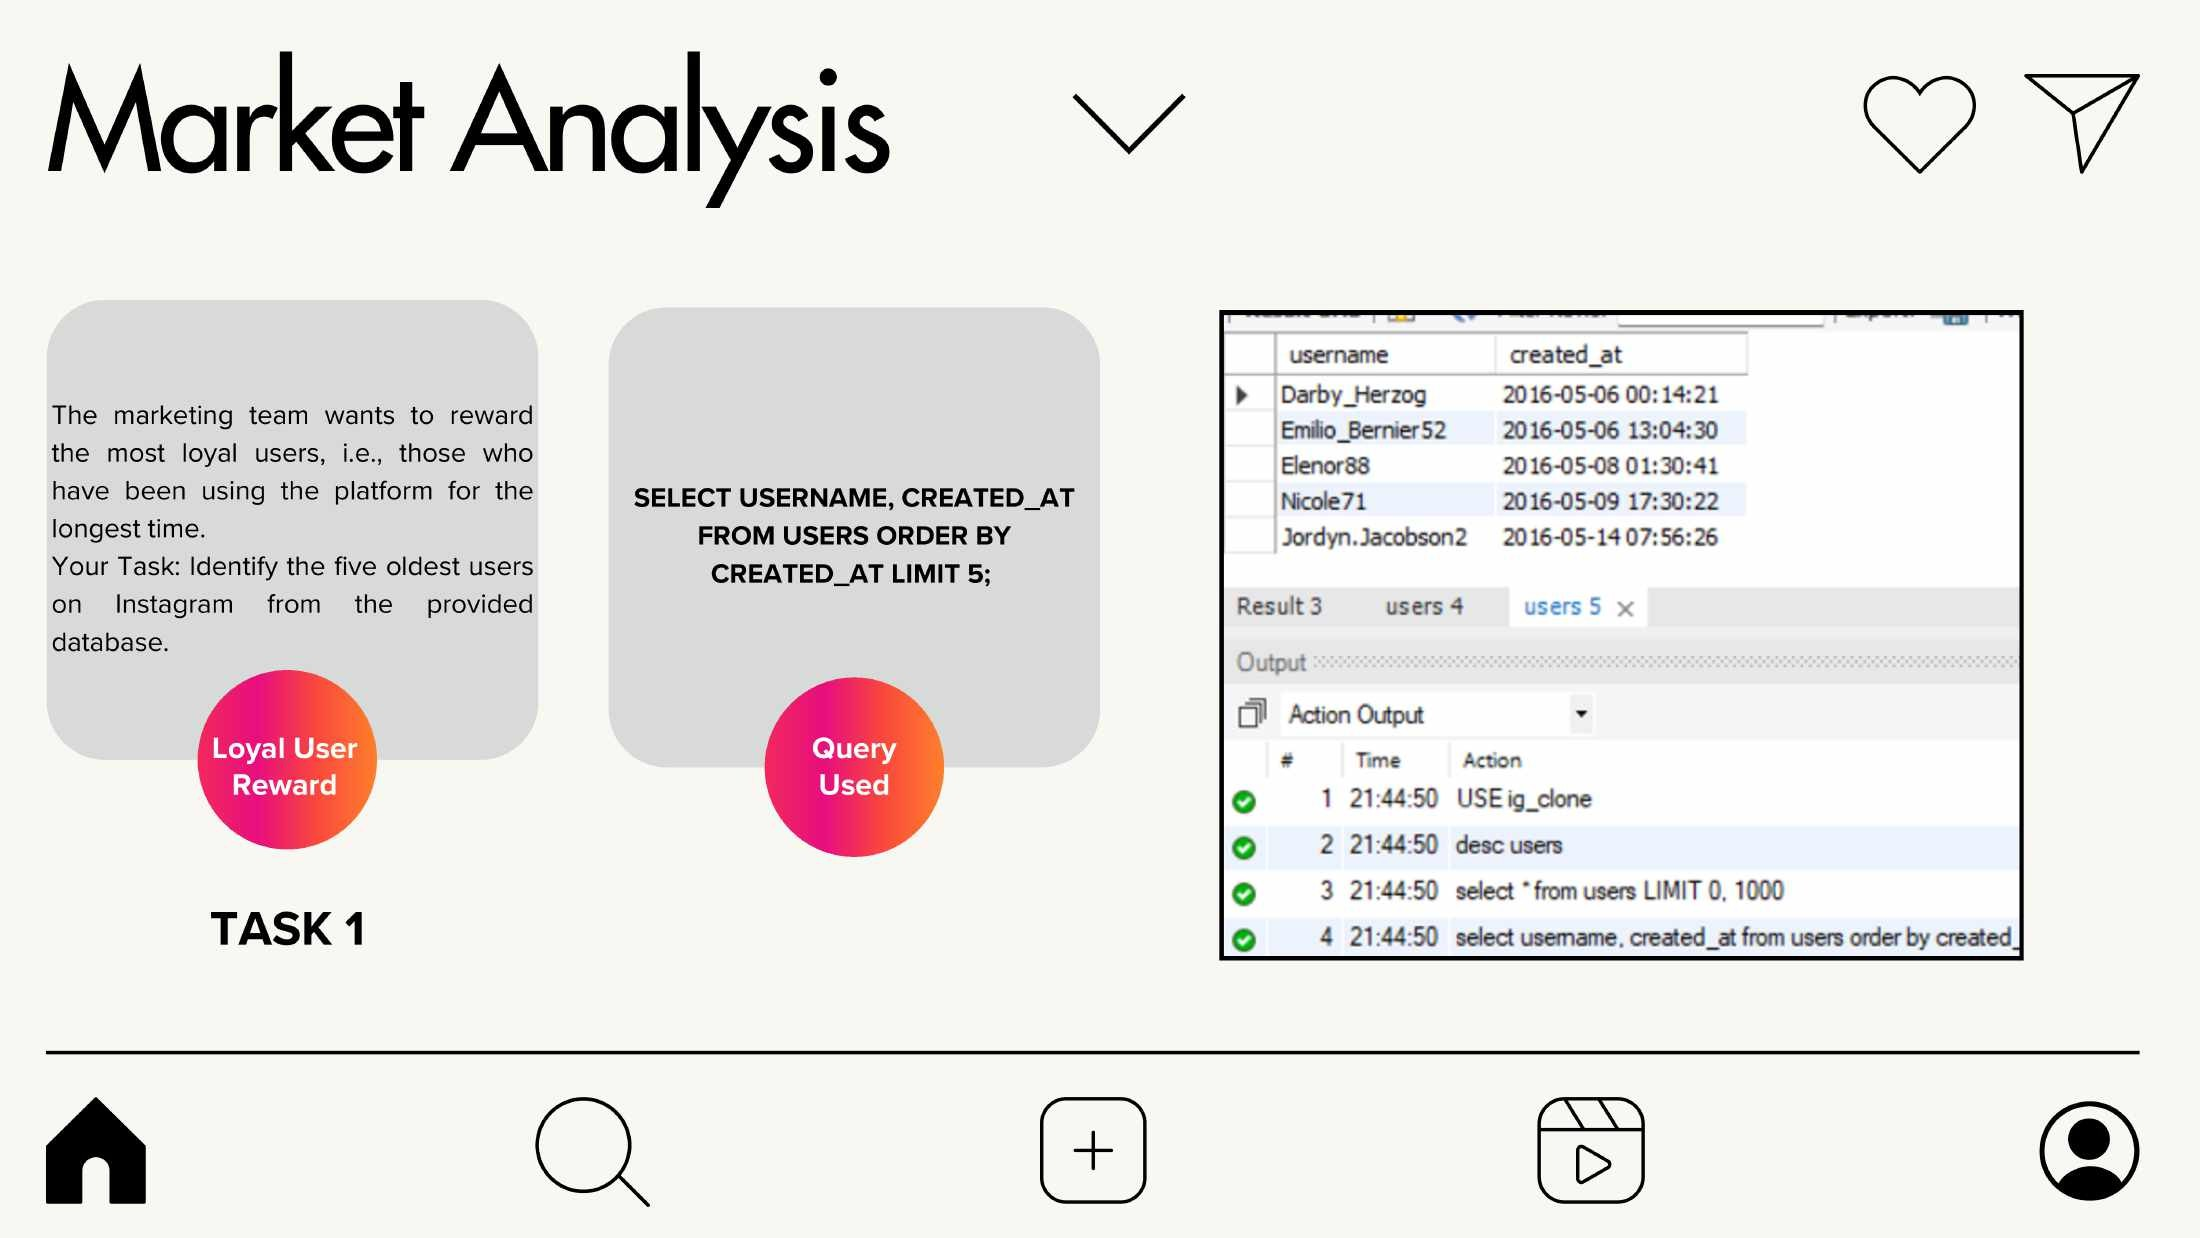 Market Analysis
The marketing team wants to reward
the most loyal users, i.e., those who
have been using the platform for the
longest time.
Your Task: Identify the five oldest users
on Instagram from the provided
database.
Loyal User
Reward
TASK 1
SELECT USERNAME, CREATED_AT
FROM USERS ORDER BY
CREATED_AT LIMIT 5;
Query
Used
username created_at
Darby_Herzog 2016-05-06 00:14:21
Emilio_Bernier52 2016-05-06 13:04:30
Elenor88 2016-05-08 01:30:41
Nicole71 2016-05-09 17:30:22
Jordyn.Jacobson2 2016-05-14 07:56:26
Result 3 users 4 users 5
Output
Action Output
# Time Action
1 21:44:50 USE ig_clone
2 21:44:50 desc users
3 21:44:50 select * from users LIMIT 0, 1000
4 21:44:50 select username, created_at from users order by created_